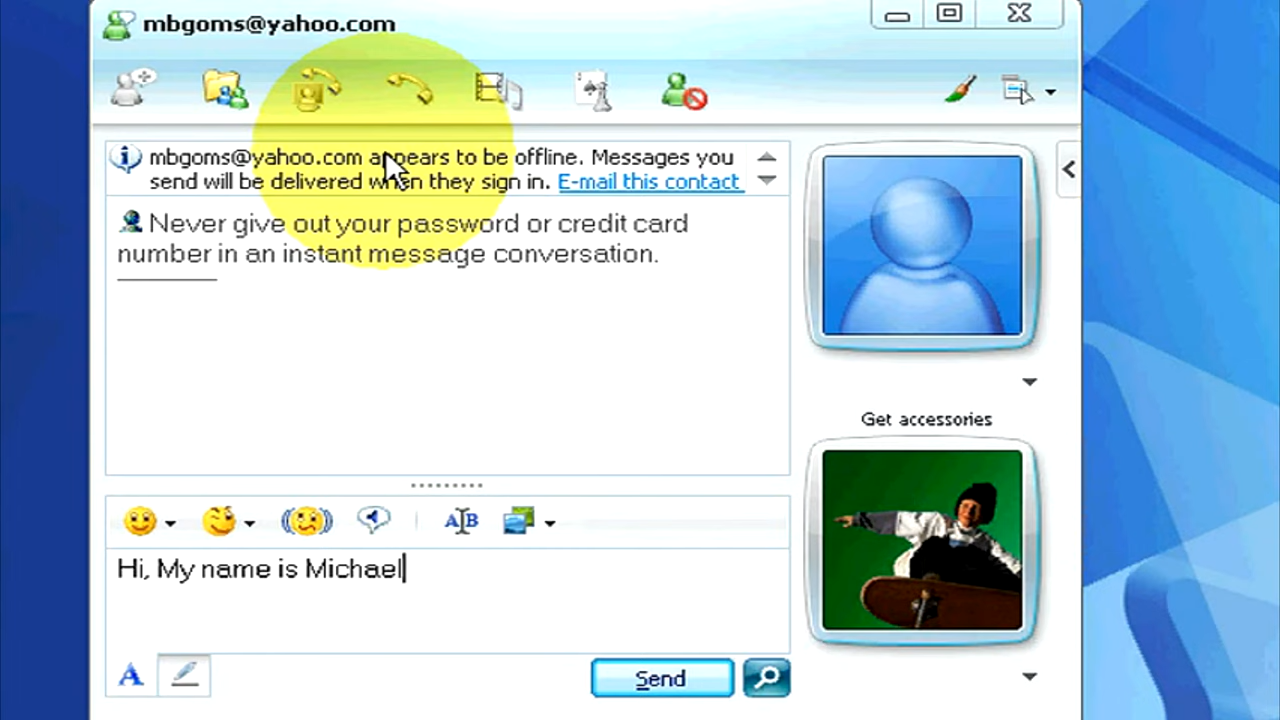 mbgoms@yahoo.com
mbgoms@yahoo.com appears to be offline. Messages you
send will be delivered when they sign in. E-mail this contact
Never give out your password or credit card
number in an instant message conversation.
Get accessories
AB
Hi, My name is Michael
A
Send